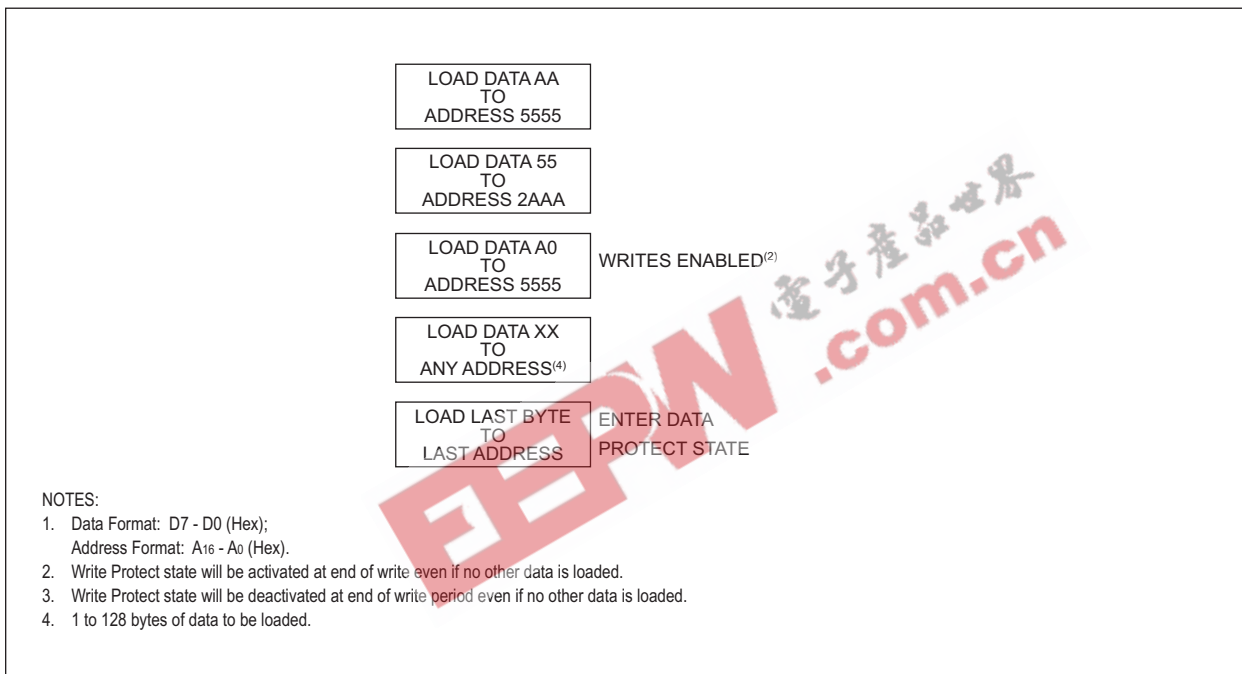 LOAD DATA AA
TO
ADDRESS 5555
LOAD DATA 55
TO
ADDRESS 2AAA
LOAD DATA A0
TO
ADDRESS 5555
WRITES ENABLED(2)
LOAD DATA XX
TO
ANY ADDRESS(4)
LOAD LAST BYTE
TO
LAST ADDRESS
ENTER DATA
PROTECT STATE
EEPW
電子產品世界
.com.cn
NOTES:
1. Data Format: D7 - D0 (Hex);
Address Format: A16 - A0 (Hex).
2. Write Protect state will be activated at end of write even if no other data is loaded.
3. Write Protect state will be deactivated at end of write period even if no other data is loaded.
4. 1 to 128 bytes of data to be loaded.